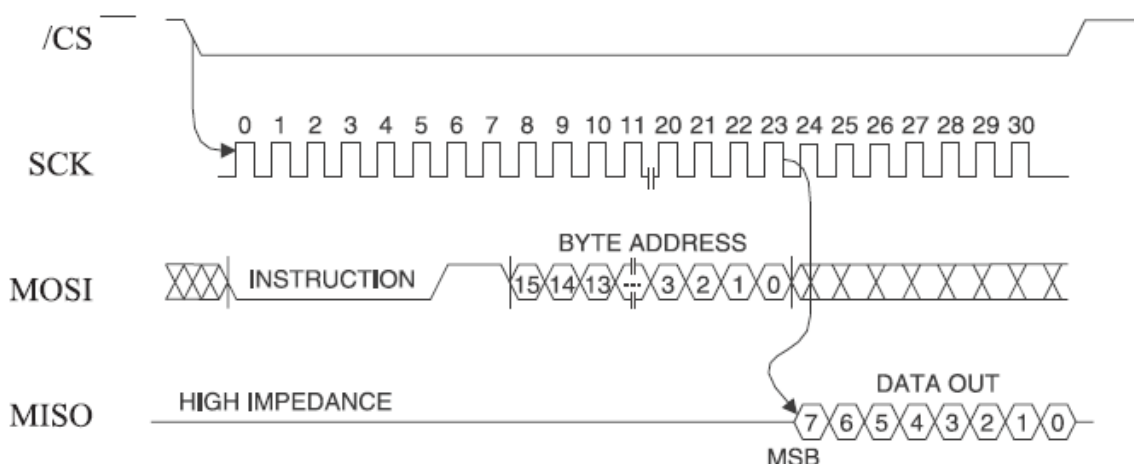 /CS
0 1 2 3 4 5 6 7 8 9 10 11 20 21 22 23 24 25 26 27 28 29 30
SCK
BYTE ADDRESS
MOSI INSTRUCTION 15 14 13 --- 3 2 1 0
DATA OUT
MISO HIGH IMPEDANCE 7 6 5 4 3 2 1 0
MSB